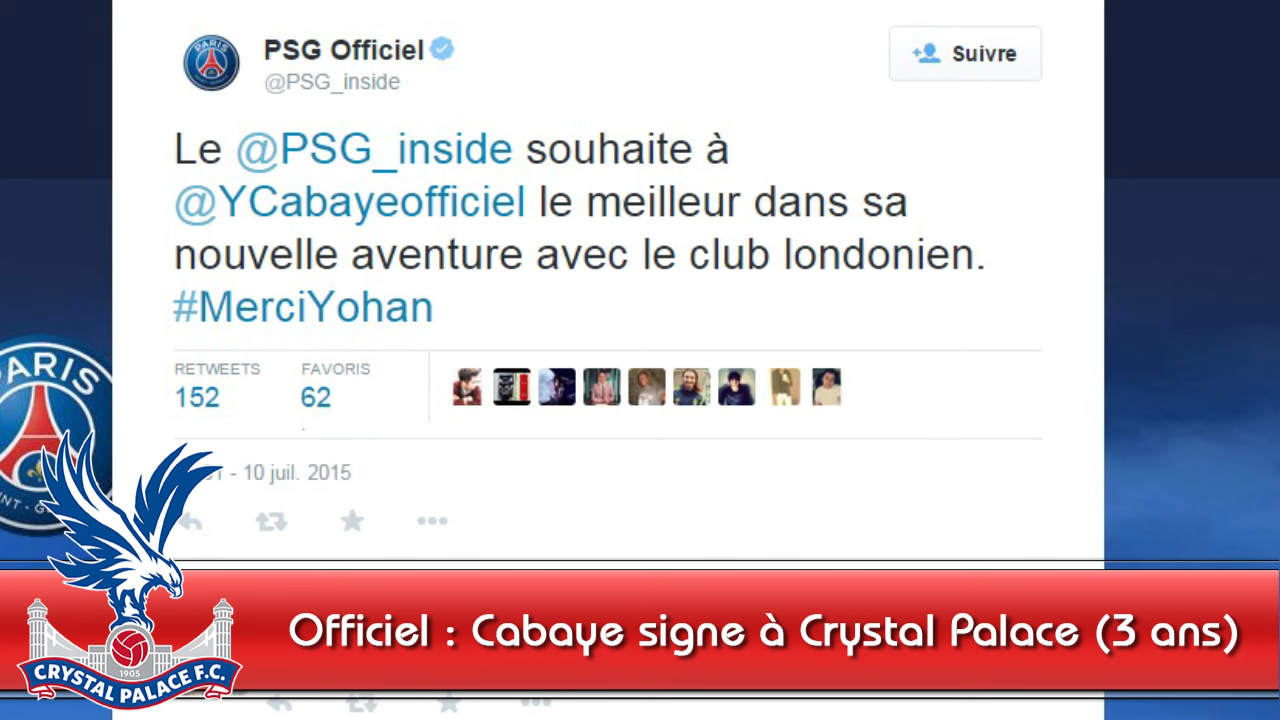 PSG Officiel
@PSG_inside
Suivre
Le @PSG_inside souhaite à
@YCabayeofficiel le meilleur dans sa
nouvelle aventure avec le club londonien.
#MerciYohan
RETWEETS
FAVORIS
152
62
- 10 juil. 2015
PARIS
Officiel : Cabaye signe à Crystal Palace (3 ans)
1905
CRYSTAL PALACE F.C.